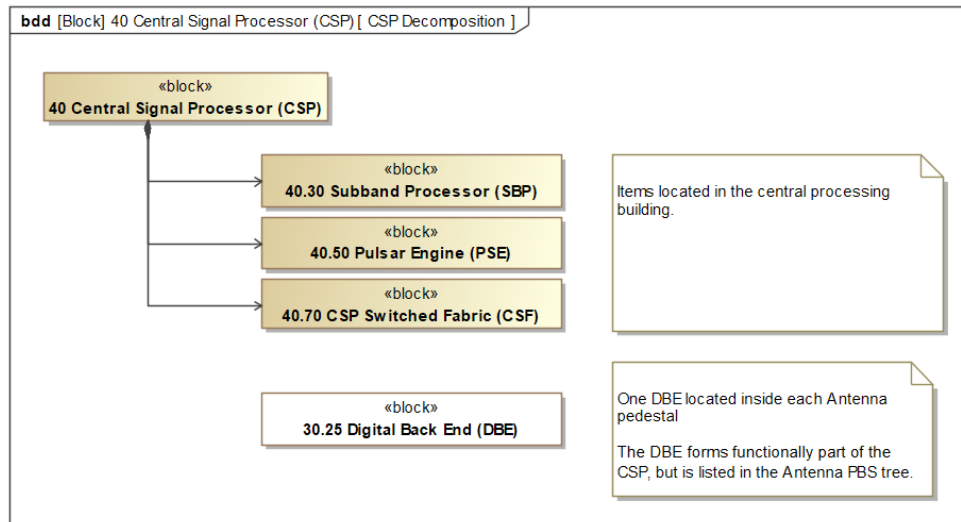 bdd [Block] 40 Central Signal Processor (CSP) [ CSP Decomposition ]
«block»
40 Central Signal Processor (CSP)
«block»
40.30 Subband Processor (SBP)
«block»
40.50 Pulsar Engine (PSE)
«block»
40.70 CSP Switched Fabric (CSF)
Items located in the central processing
building.
«block»
30.25 Digital Back End (DBE)
One DBE located inside each Antenna
pedestal
The DBE forms functionally part of the
CSP, but is listed in the Antenna PBS tree.